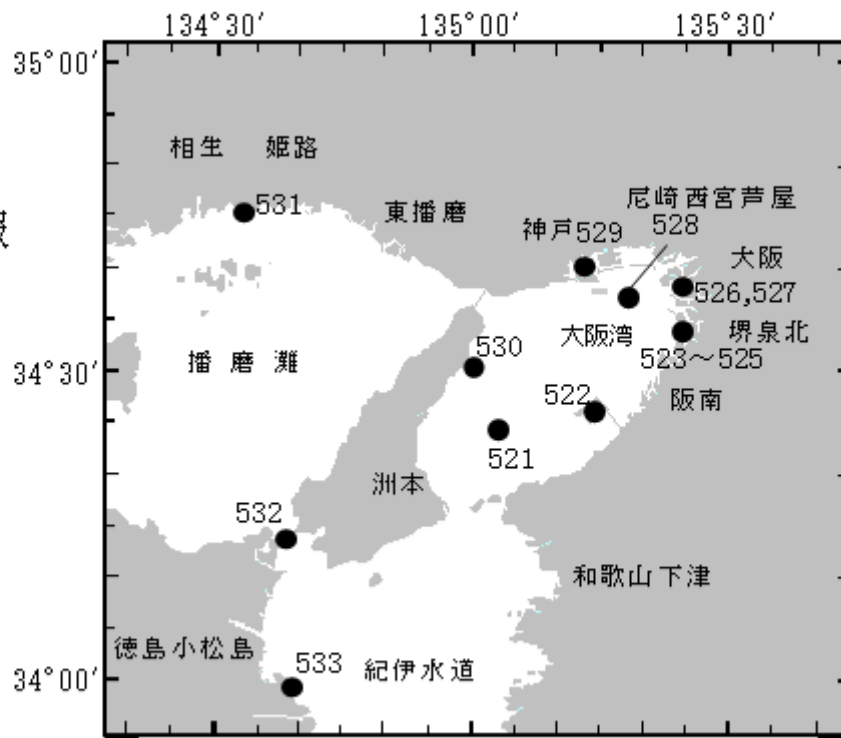 134°30′ 135°00′ 135°30′
35°00′
相生 姫路
尼崎西宮芦屋
531
東播磨
神戸529
528
大阪
526,527
播磨灘
530
大阪湾
堺泉北
523～525
34°30′
522
阪南
521
洲本
532
和歌山下津
徳島小松島
533
紀伊水道
34°00′